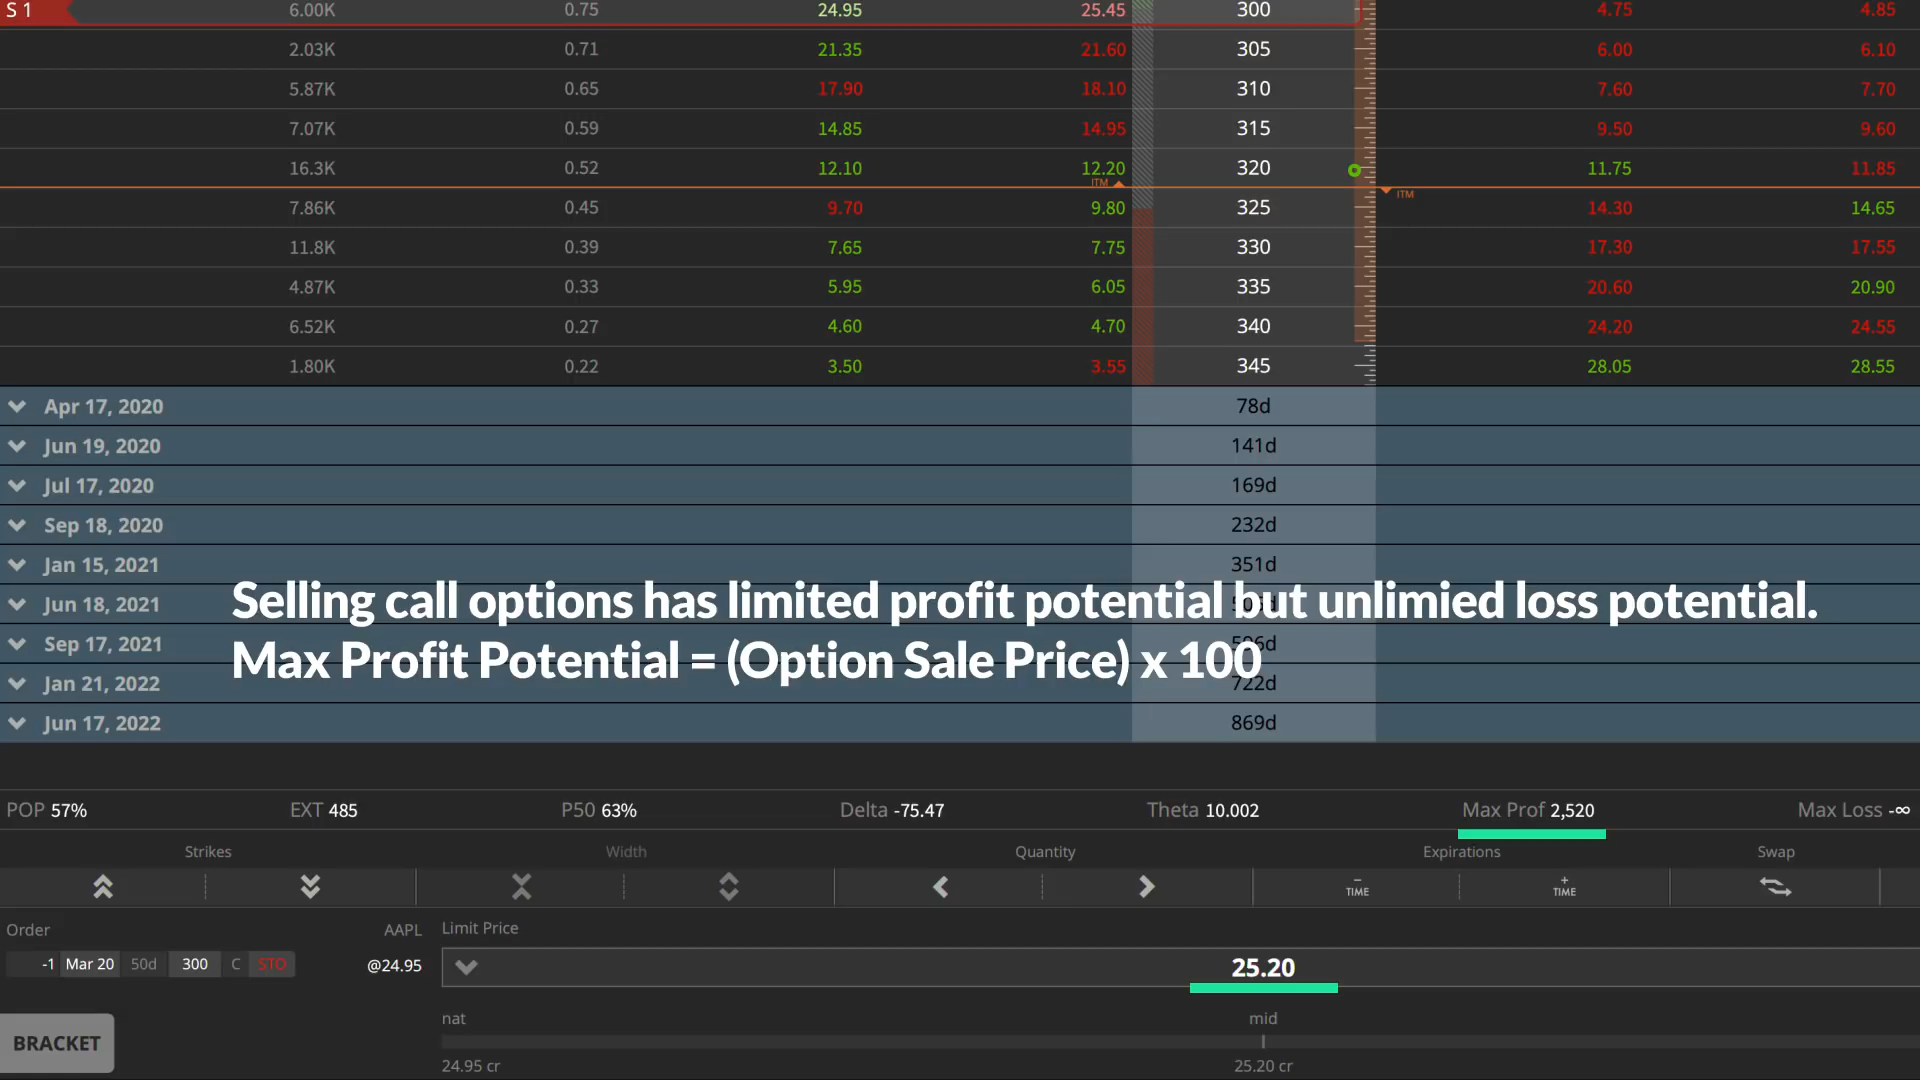 S 1 6.00K 0.75 24.95 25.45 300 4.75 4.85
2.03K 0.71 21.35 21.60 305 6.00 6.10
5.87K 0.65 17.90 18.10 310 7.60 7.70
7.07K 0.59 14.85 14.95 315 9.50 9.60
16.3K 0.52 12.10 12.20 320 11.75 11.85
ITM ITM
7.86K 0.45 9.70 9.80 325 14.30 14.65
11.8K 0.39 7.65 7.75 330 17.30 17.55
4.87K 0.33 5.95 6.05 335 20.60 20.90
6.52K 0.27 4.60 4.70 340 24.20 24.55
1.80K 0.22 3.50 3.55 345 28.05 28.55
Apr 17, 2020 78d
Jun 19, 2020 141d
Jul 17, 2020 169d
Sep 18, 2020 232d
Jan 15, 2021 351d
Jun 18, 2021
Selling call options has limited profit potential but unlimied loss potential.
Sep 17, 2021
Max Profit Potential = (Option Sale Price) x 100
Jan 21, 2022 722d
Jun 17, 2022 869d
POP 57% EXT 485 P50 63% Delta -75.47 Theta 10.002 Max Prof 2,520 Max Loss -∞
Strikes Width Quantity Expirations Swap
− TIME + TIME
Order AAPL Limit Price
-1 Mar 20 50d 300 C STO @24.95 25.20
nat mid
BRACKET
24.95 cr 25.20 cr